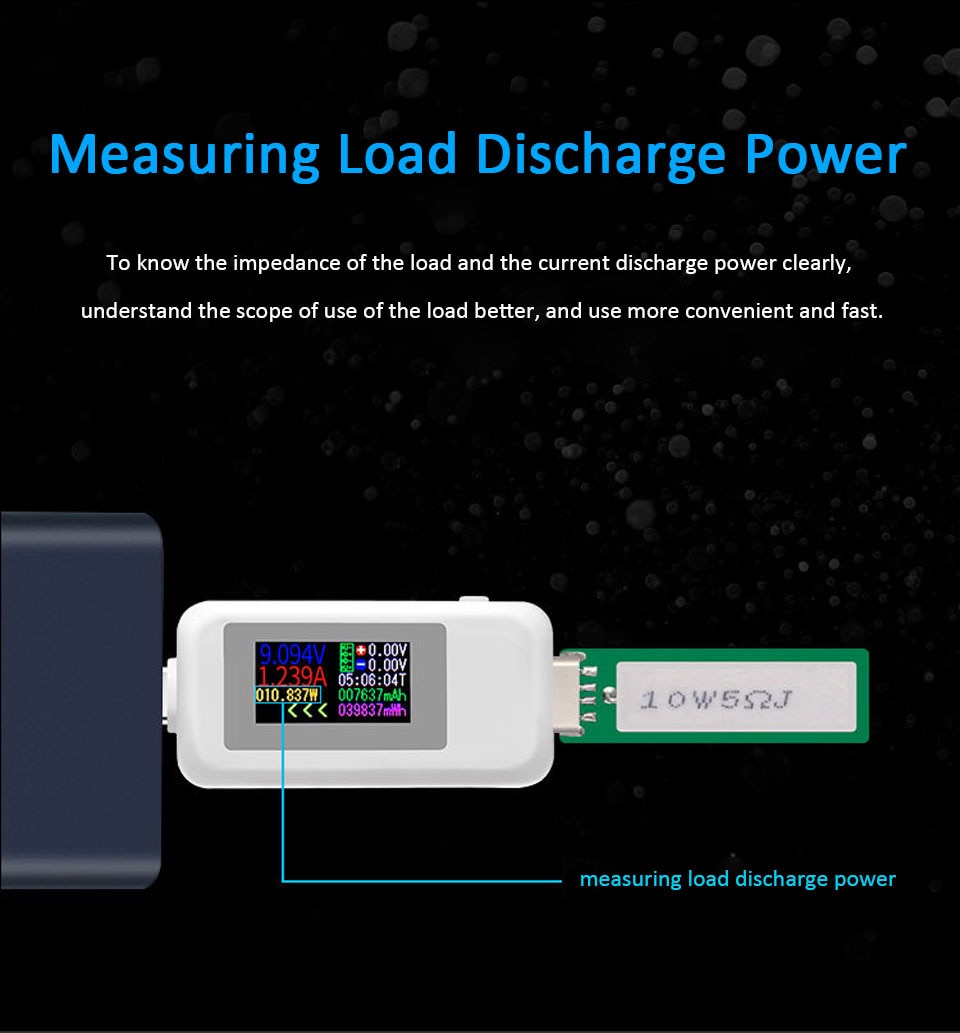 Measuring Load Discharge Power
To know the impedance of the load and the current discharge power clearly,
understand the scope of use of the load better, and use more convenient and fast.
9.094V
1.239A
010.837W
<<<
+0.00V
−0.00V
05:06:04T
007637mAh
039837mWh
10W5ΩJ
measuring load discharge power